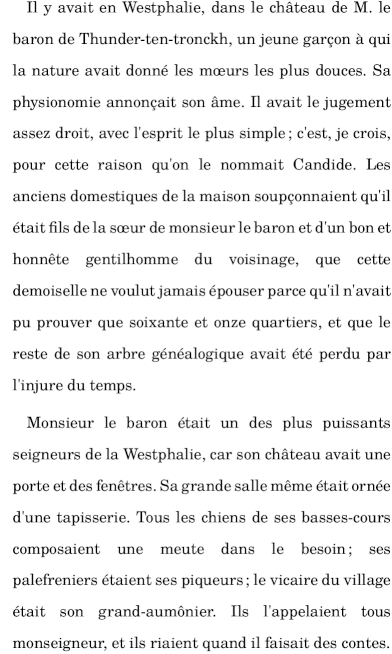 Il y avait en Westphalie, dans le château de M. le
baron de Thunder-ten-tronckh, un jeune garçon à qui
la nature avait donné les mœurs les plus douces. Sa
physionomie annonçait son âme. Il avait le jugement
assez droit, avec l'esprit le plus simple ; c'est, je crois,
pour cette raison qu'on le nommait Candide. Les
anciens domestiques de la maison soupçonnaient qu'il
était fils de la sœur de monsieur le baron et d'un bon et
honnête gentilhomme du voisinage, que cette
demoiselle ne voulut jamais épouser parce qu'il n'avait
pu prouver que soixante et onze quartiers, et que le
reste de son arbre généalogique avait été perdu par
l'injure du temps.
Monsieur le baron était un des plus puissants
seigneurs de la Westphalie, car son château avait une
porte et des fenêtres. Sa grande salle même était ornée
d'une tapisserie. Tous les chiens de ses basses-cours
composaient une meute dans le besoin ; ses
palefreniers étaient ses piqueurs ; le vicaire du village
était son grand-aumônier. Ils l'appelaient tous
monseigneur, et ils riaient quand il faisait des contes.